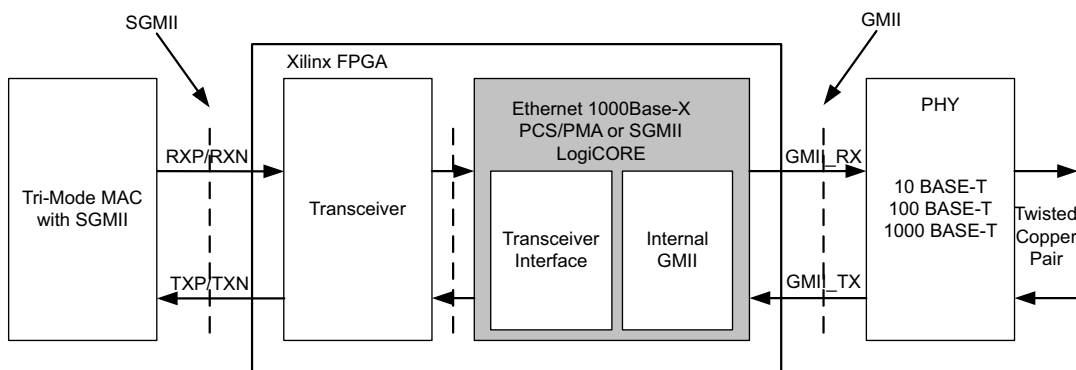 SGMII
GMII
Xilinx FPGA
Tri-Mode MAC
with SGMII
RXP/RXN
TXP/TXN
Transceiver
Ethernet 1000Base-X
PCS/PMA or SGMII
LogiCORE
Transceiver
Interface
Internal
GMII
GMII_RX
GMII_TX
PHY
10 BASE-T
100 BASE-T
1000 BASE-T
Twisted
Copper
Pair